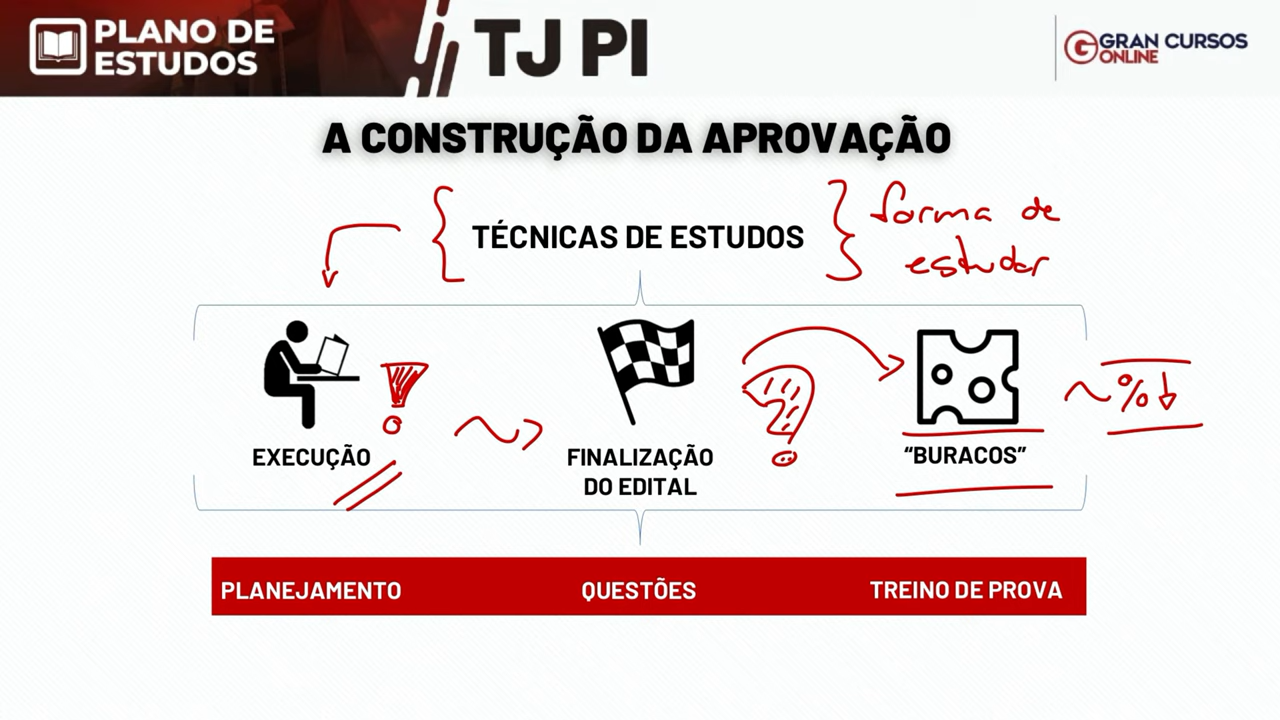 PLANO DE
ESTUDOS
TJ PI
GRAN CURSOS
ONLINE
A CONSTRUÇÃO DA APROVAÇÃO
TÉCNICAS DE ESTUDOS
forma de
estudar
EXECUÇÃO
FINALIZAÇÃO
DO EDITAL
“BURACOS”
~%↓
PLANEJAMENTO
QUESTÕES
TREINO DE PROVA